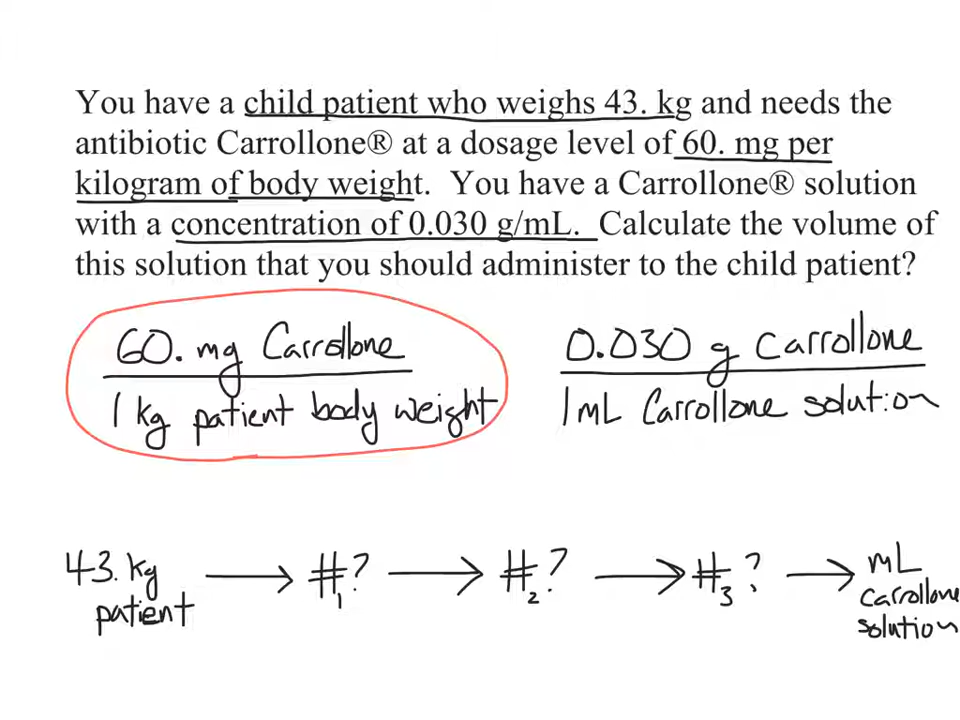 You have a child patient who weighs 43. kg and needs the
antibiotic Carrollone® at a dosage level of 60. mg per
kilogram of body weight. You have a Carrollone® solution
with a concentration of 0.030 g/mL. Calculate the volume of
this solution that you should administer to the child patient?
60. mg Carrollone
1 kg patient body weight
0.030 g carrollone
1 mL Carrollone solution
43. kg patient → #1? → #2? → #3? → mL carrollone solution